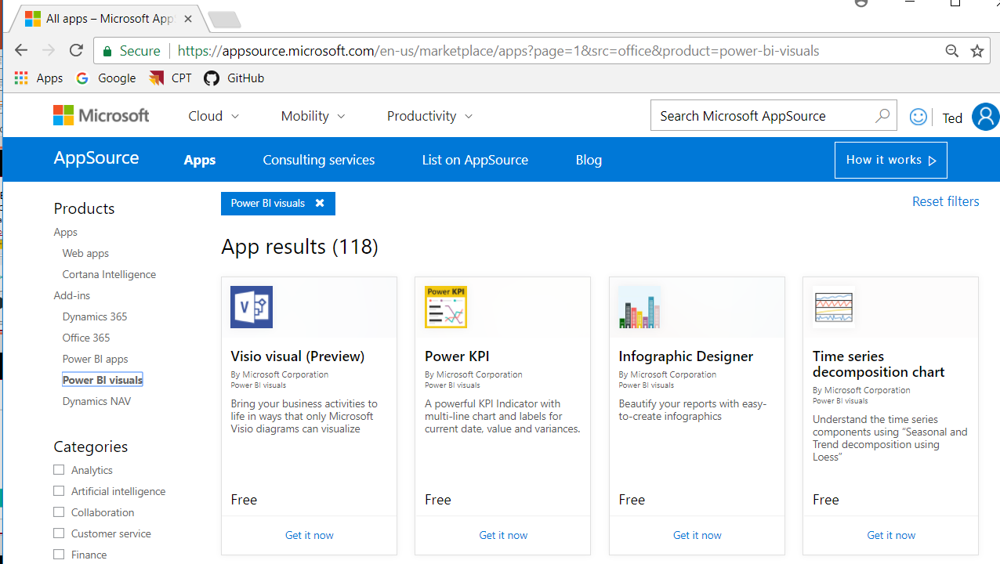 All apps – Microsoft App
Secure https://appsource.microsoft.com/en-us/marketplace/apps?page=1&src=office&product=power-bi-visuals
Apps Google CPT GitHub
Microsoft Cloud Mobility Productivity Search Microsoft AppSource Ted
AppSource Apps Consulting services List on AppSource Blog How it works
Products
Apps
Web apps
Cortana Intelligence
Add-ins
Dynamics 365
Office 365
Power BI apps
Power BI visuals
Dynamics NAV
Categories
Analytics
Artificial intelligence
Collaboration
Customer service
Finance
Power BI visuals
Reset filters
App results (118)
Visio visual (Preview)
By Microsoft Corporation
Power BI visuals
Bring your business activities to
life in ways that only Microsoft
Visio diagrams can visualize
Free
Get it now
Power KPI
Power KPI
By Microsoft Corporation
Power BI visuals
A powerful KPI Indicator with
multi-line chart and labels for
current date, value and variances.
Free
Get it now
Infographic Designer
By Microsoft Corporation
Power BI visuals
Beautify your reports with easy-
to-create infographics
Free
Get it now
Time series
decomposition chart
By Microsoft Corporation
Power BI visuals
Understand the time series
components using “Seasonal and
Trend decomposition using
Loess”
Free
Get it now